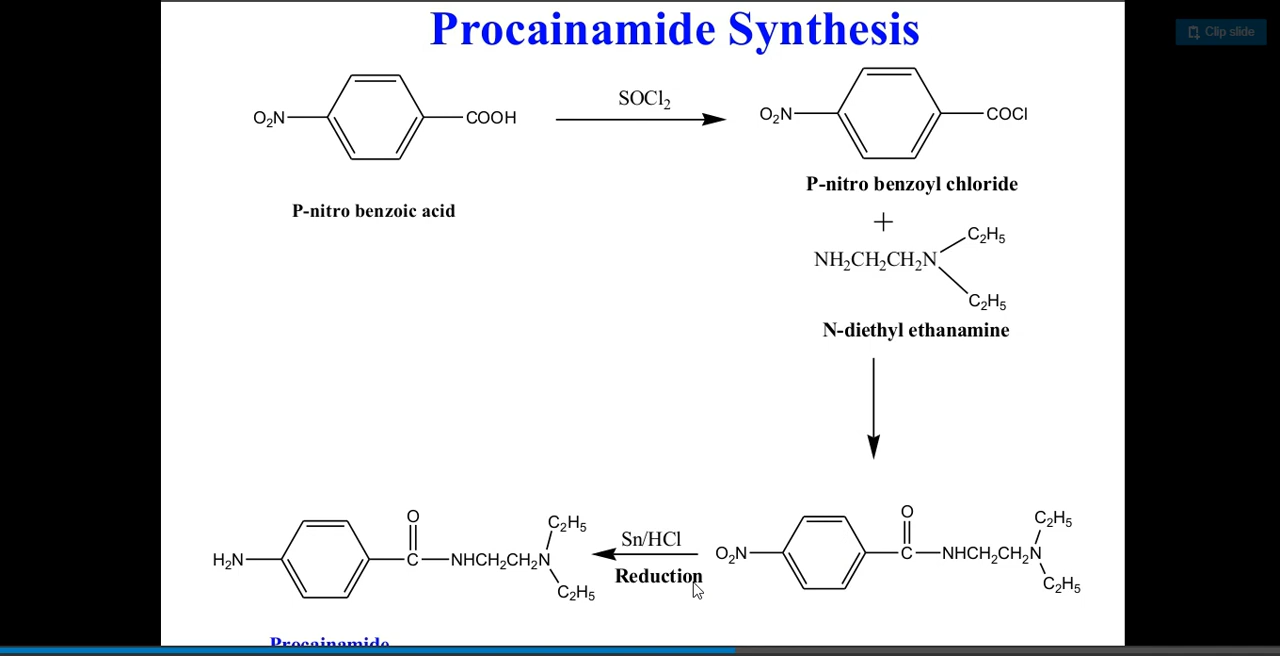 Procainamide Synthesis
Clip slide
O₂N COOH
SOCl₂
O₂N COCl
P-nitro benzoic acid
P-nitro benzoyl chloride
+
C₂H₅
NH₂CH₂CH₂N
C₂H₅
N-diethyl ethanamine
O
C₂H₅
H₂N C NHCH₂CH₂N
C₂H₅
Sn/HCl
Reduction
O
C₂H₅
O₂N C NHCH₂CH₂N
C₂H₅
Procainamide